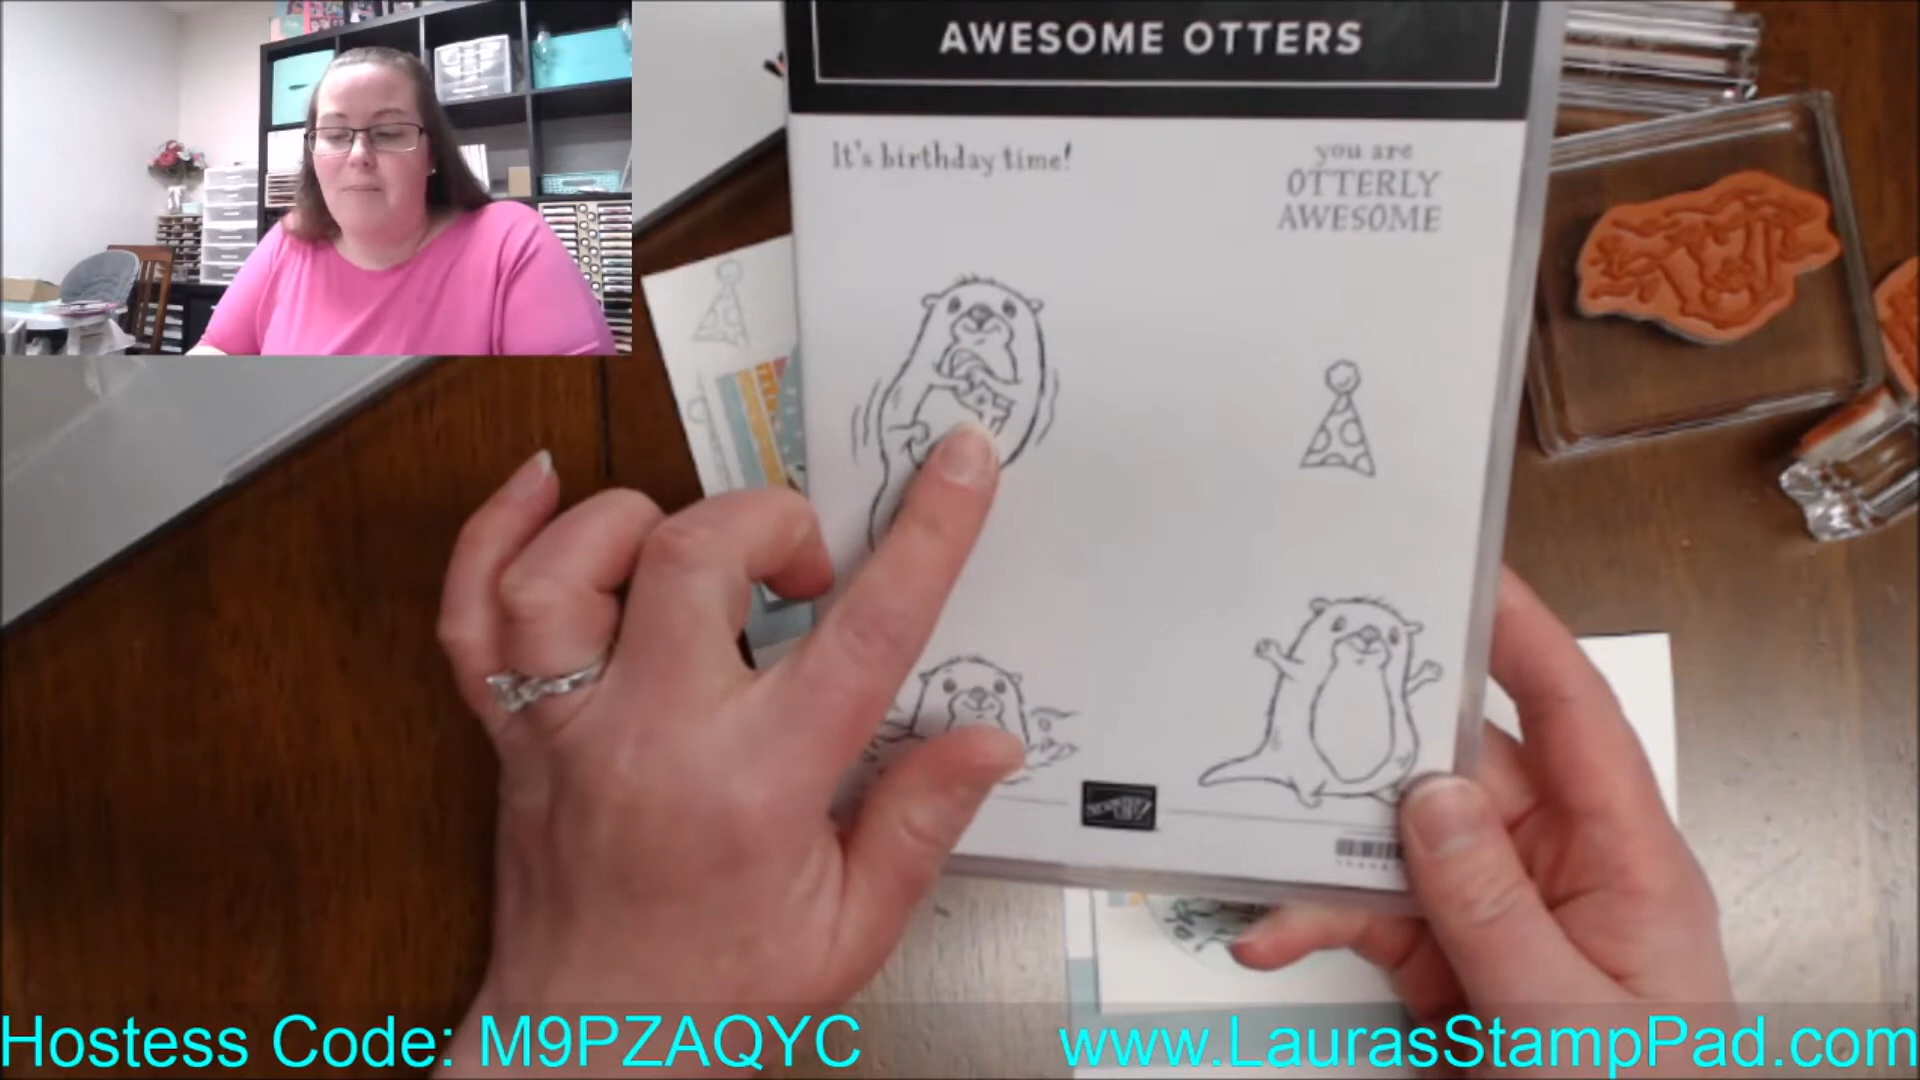 AWESOME OTTERS
It's birthday time!
you are
OTTERLY
AWESOME
Hostess Code: M9PZAQYC
www.LaurasStampPad.com